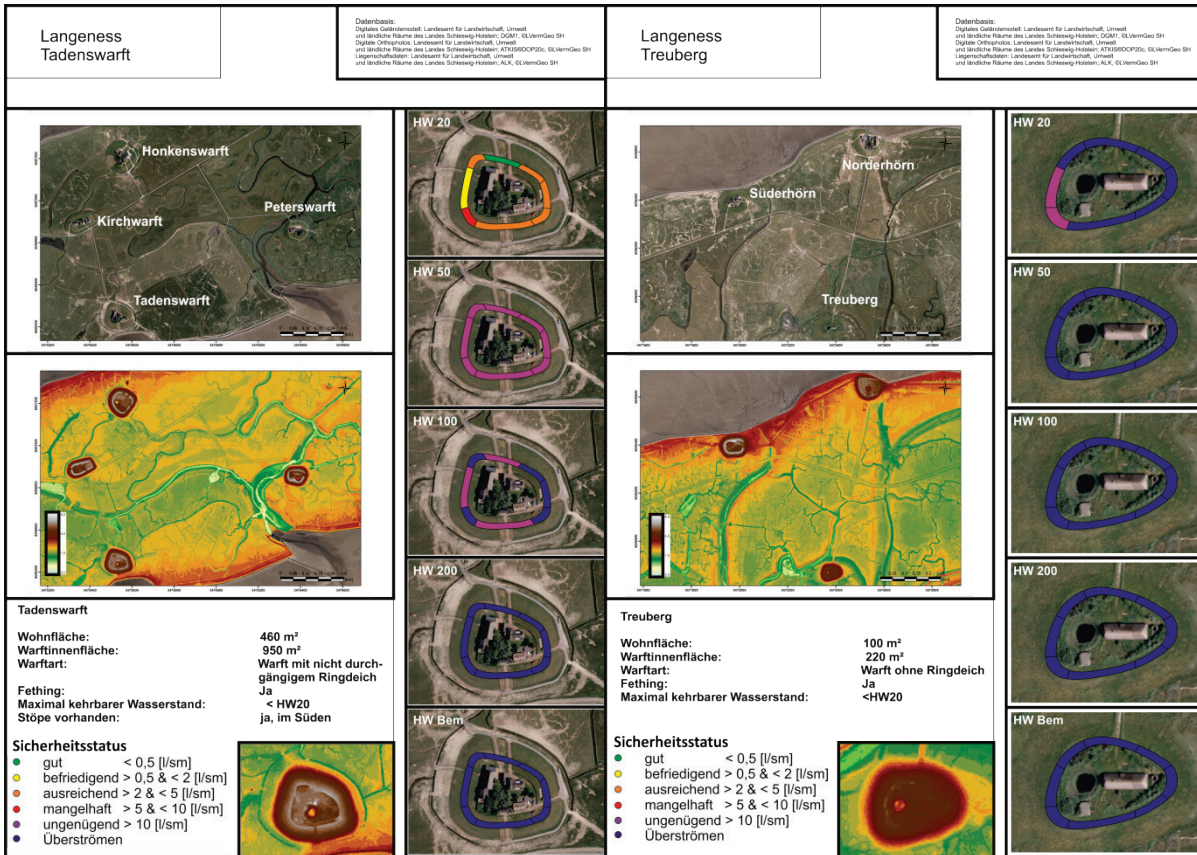 Langeness
Tadenswarft
Datenbasis:
Digitales Geländemodell: Landesamt für Landwirtschaft, Umwelt
und ländliche Räume des Landes Schleswig-Holstein; DGM1, ©LVermGeo SH
Digitale Orthophotos: Landesamt für Landwirtschaft, Umwelt
und ländliche Räume des Landes Schleswig-Holstein; ATKIS®DOP20c, ©LVermGeo SH
Liegenschaftsdaten: Landesamt für Landwirtschaft, Umwelt
und ländliche Räume des Landes Schleswig-Holstein; ALK, ©LVermGeo SH
Honkenswarft
Kirchwarft
Peterswarft
Tadenswarft
HW 20
HW 50
HW 100
HW 200
HW Bem
Tadenswarft
Wohnfläche: 460 m²
Warftinnenfläche: 950 m²
Warftart: Warft mit nicht durch-
gängigem Ringdeich
Fething: Ja
Maximal kehrbarer Wasserstand: < HW20
Stöpe vorhanden: ja, im Süden
Sicherheitsstatus
gut < 0,5 [l/sm]
befriedigend > 0,5 & < 2 [l/sm]
ausreichend > 2 & < 5 [l/sm]
mangelhaft > 5 & < 10 [l/sm]
ungenügend > 10 [l/sm]
Überströmen
Langeness
Treuberg
Datenbasis:
Digitales Geländemodell: Landesamt für Landwirtschaft, Umwelt
und ländliche Räume des Landes Schleswig-Holstein; DGM1, ©LVermGeo SH
Digitale Orthophotos: Landesamt für Landwirtschaft, Umwelt
und ländliche Räume des Landes Schleswig-Holstein; ATKIS®DOP20c, ©LVermGeo SH
Liegenschaftsdaten: Landesamt für Landwirtschaft, Umwelt
und ländliche Räume des Landes Schleswig-Holstein; ALK, ©LVermGeo SH
Norderhörn
Süderhörn
Treuberg
HW 20
HW 50
HW 100
HW 200
HW Bem
Treuberg
Wohnfläche: 100 m²
Warftinnenfläche: 220 m²
Warftart: Warft ohne Ringdeich
Fething: Ja
Maximal kehrbarer Wasserstand: <HW20
Sicherheitsstatus
gut < 0,5 [l/sm]
befriedigend > 0,5 & < 2 [l/sm]
ausreichend > 2 & < 5 [l/sm]
mangelhaft > 5 & < 10 [l/sm]
ungenügend > 10 [l/sm]
Überströmen